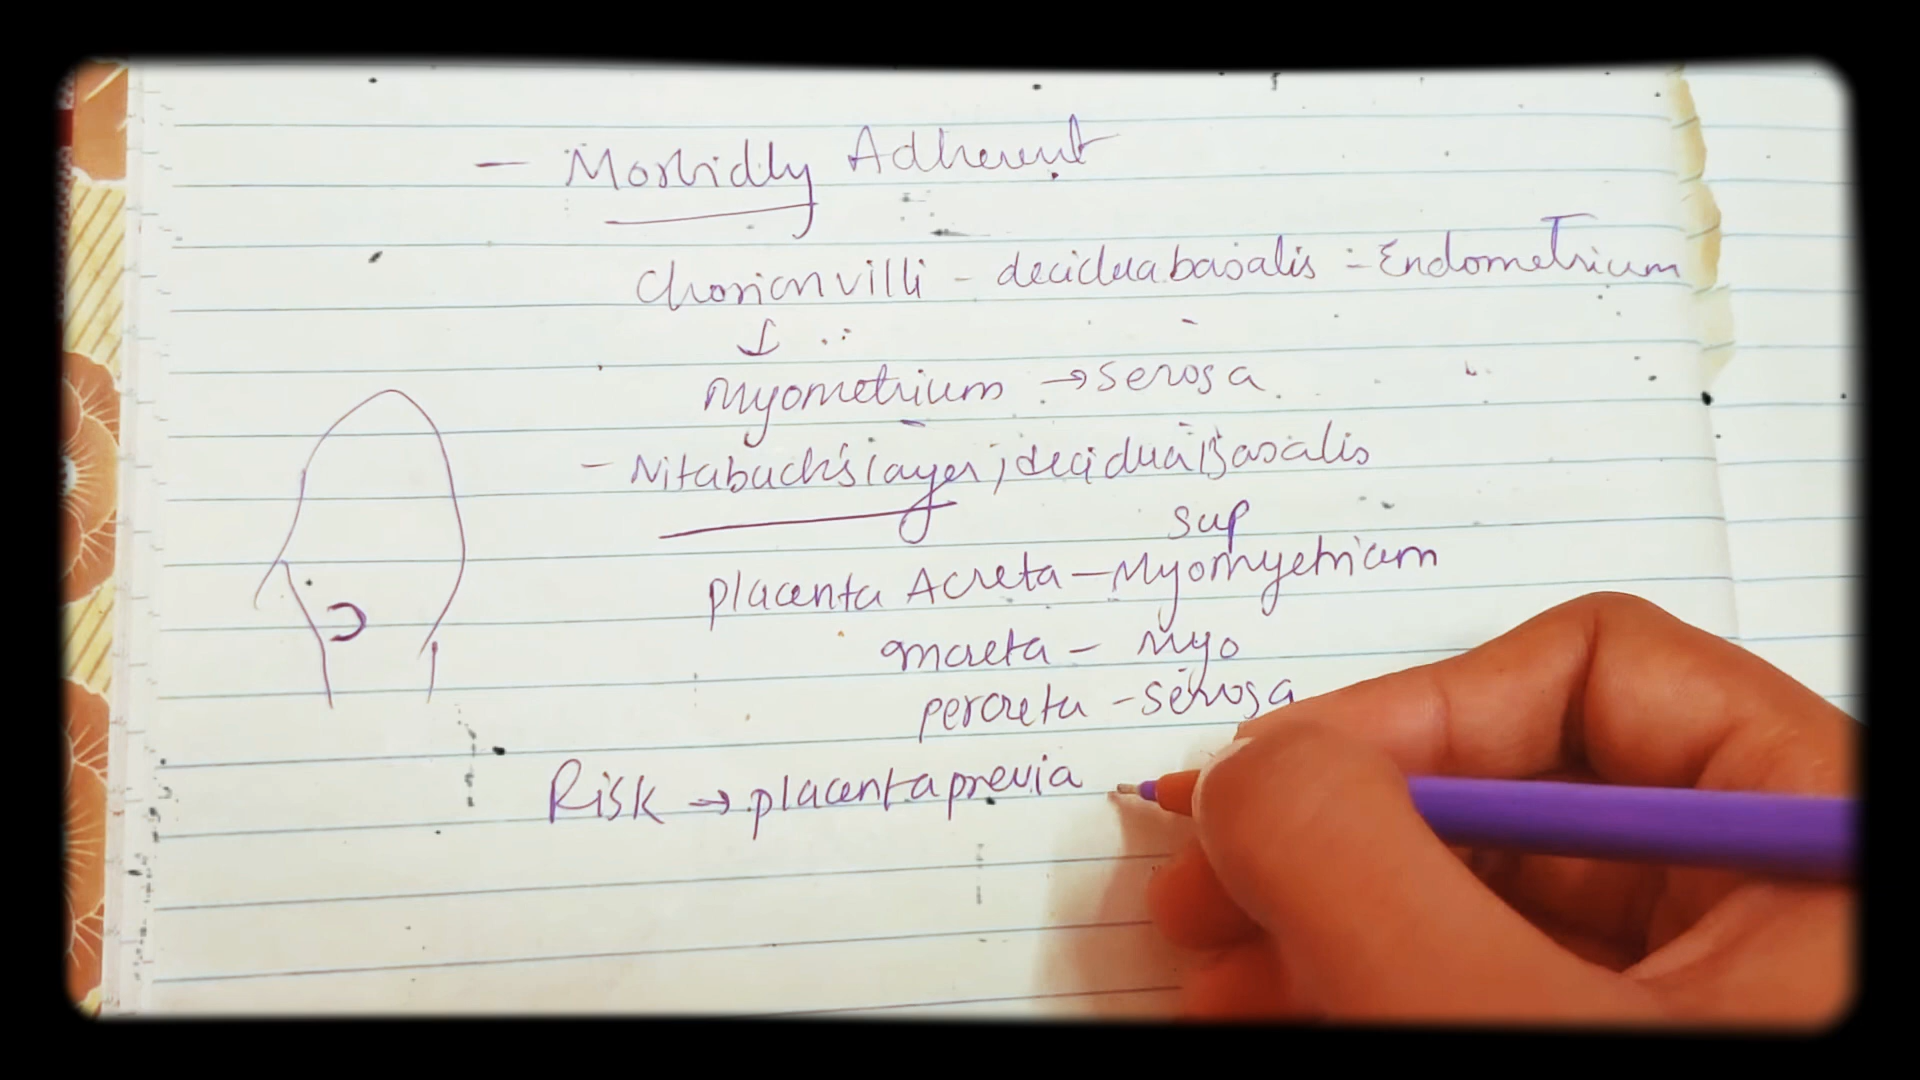 — Morbidly Adherent
Chorion villi - decidua basalis = Endometrium
↓
Myometrium → serosa
- Nitabuch's layer ; decidua Basalis
sup
placenta Acreta — Myomyetrium
increta - Myo
percreta - Serosa
Risk → placenta previa